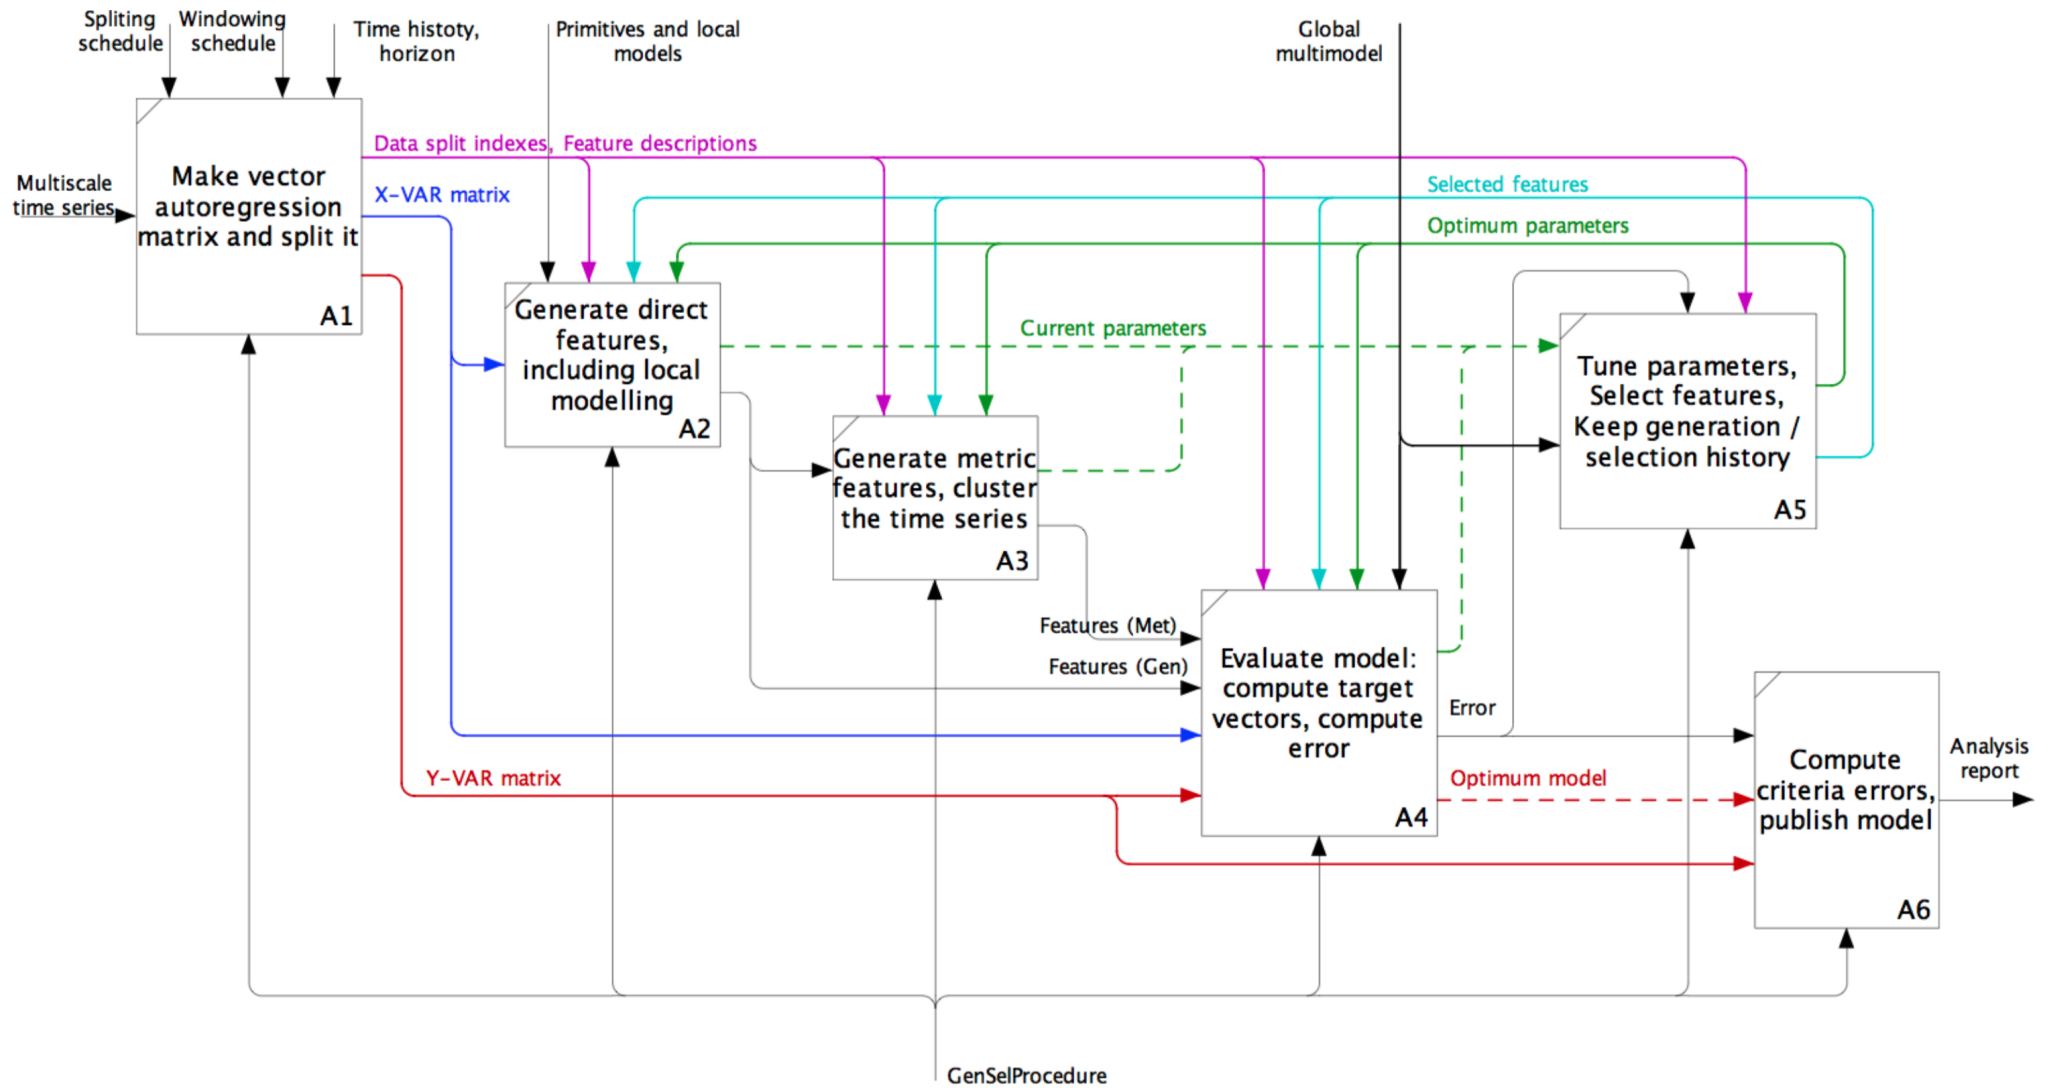 Spliting
schedule
Windowing
schedule
Time histoty,
horizon
Primitives and local
models
Global
multimodel
Multiscale
time series
Make vector
autoregression
matrix and split it
A1
Data split indexes, Feature descriptions
X-VAR matrix
Selected features
Optimum parameters
Generate direct
features,
including local
modelling
A2
Current parameters
Generate metric
features, cluster
the time series
A3
Tune parameters,
Select features,
Keep generation /
selection history
A5
Features (Met)
Features (Gen)
Evaluate model:
compute target
vectors, compute
error
A4
Error
Y-VAR matrix
Optimum model
Compute
criteria errors,
publish model
A6
Analysis
report
GenSelProcedure